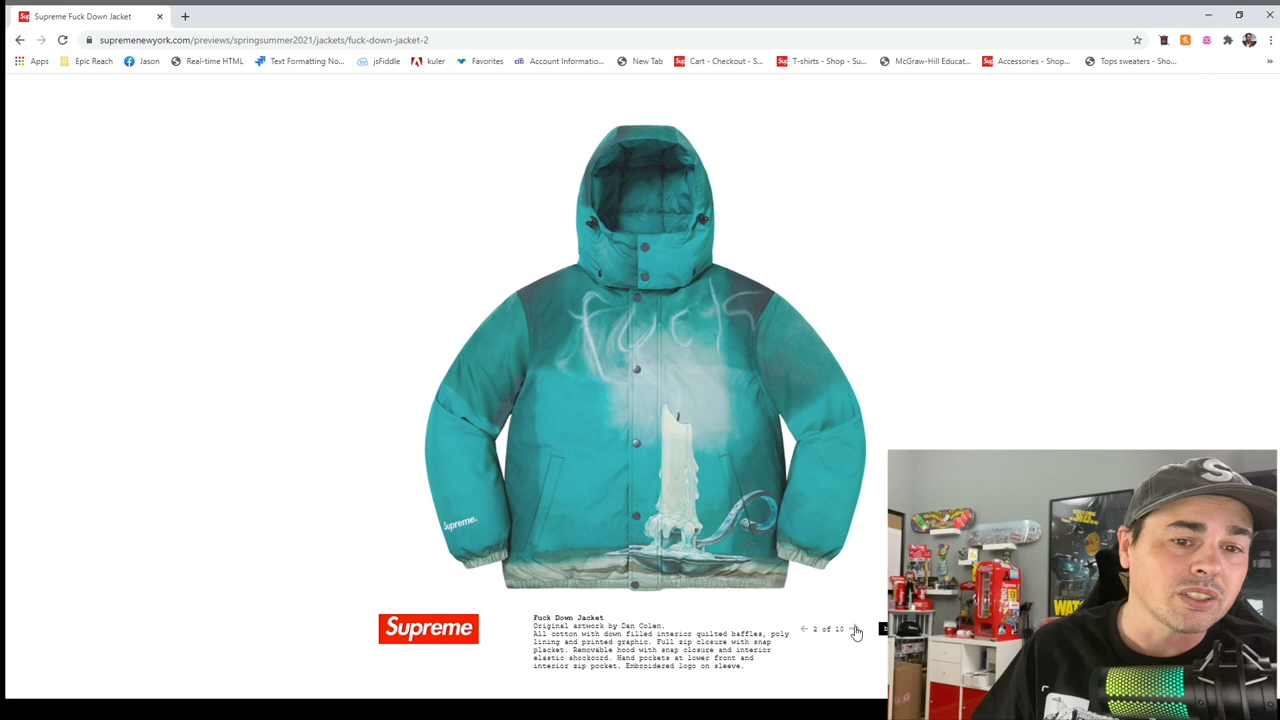 Supreme Fuck Down Jacket
supremenewyork.com/previews/springsummer2021/jackets/fuck-down-jacket-2
Apps
Epic Reach
Jason
Real-time HTML
Text Formatting No...
jsFiddle
kuler
Favorites
Account Informatio...
New Tab
Cart - Checkout - S...
T-shirts - Shop - Su...
McGraw-Hill Educat...
Accessories - Shop...
Tops sweaters - Sho...
fuck
Supreme.
Supreme
Fuck Down Jacket
Original artwork by Dan Colen.
All cotton with down filled interior quilted baffles, poly
lining and printed graphic. Full zip closure with snap
placket. Removable hood with snap closure and interior
elastic shockcord. Hand pockets at lower front and
interior zip pocket. Embroidered logo on sleeve.
2 of 10